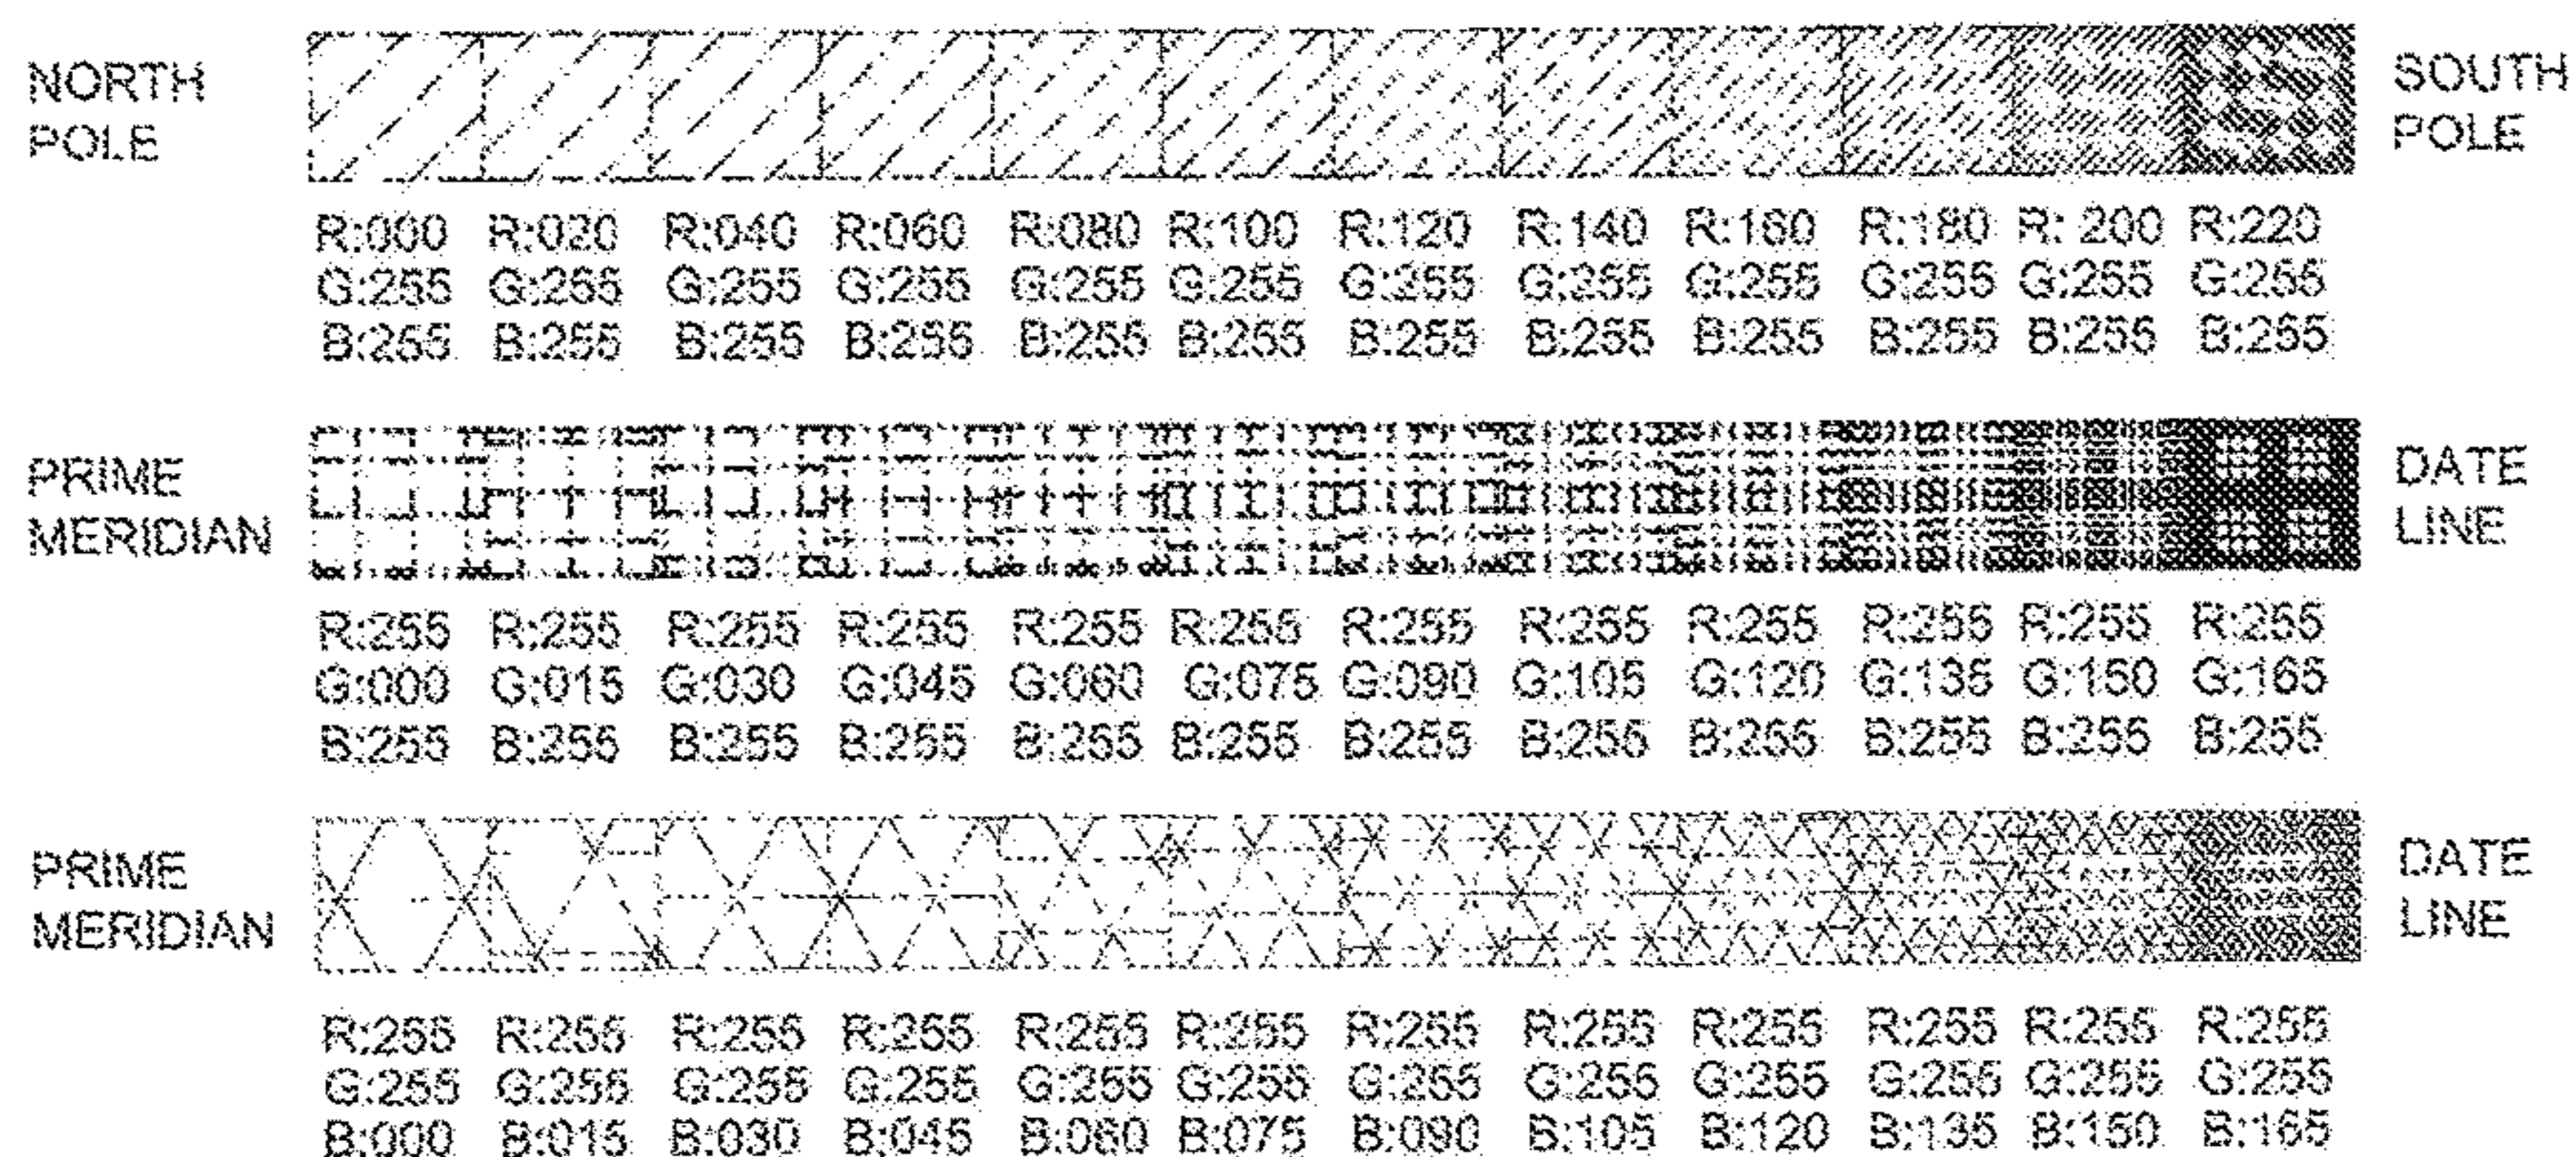 NORTH
POLE
SOUTH
POLE
R:000 R:020 R:040 R:060 R:080 R:100 R:120 R:140 R:160 R:180 R: 200 R:220
G:255 G:255 G:255 G:255 G:255 G:255 G:255 G:255 G:255 G:255 G:255 G:255
B:255 B:255 B:255 B:255 B:255 B:255 B:255 B:255 B:255 B:255 B:255 B:255
PRIME
MERIDIAN
DATE
LINE
R:255 R:255 R:255 R:255 R:255 R:255 R:255 R:255 R:255 R:255 R:255 R:255
G:000 G:015 G:030 G:045 G:060 G:075 G:090 G:105 G:120 G:135 G:150 G:165
B:255 B:255 B:255 B:255 B:255 B:255 B:255 B:255 B:255 B:255 B:255 B:255
PRIME
MERIDIAN
DATE
LINE
R:255 R:255 R:255 R:255 R:255 R:255 R:255 R:255 R:255 R:255 R:255 R:255
G:255 G:255 G:255 G:255 G:255 G:255 G:255 G:255 G:255 G:255 G:255 G:255
B:000 B:015 B:030 B:045 B:060 B:075 B:090 B:105 B:120 B:135 B:150 B:165